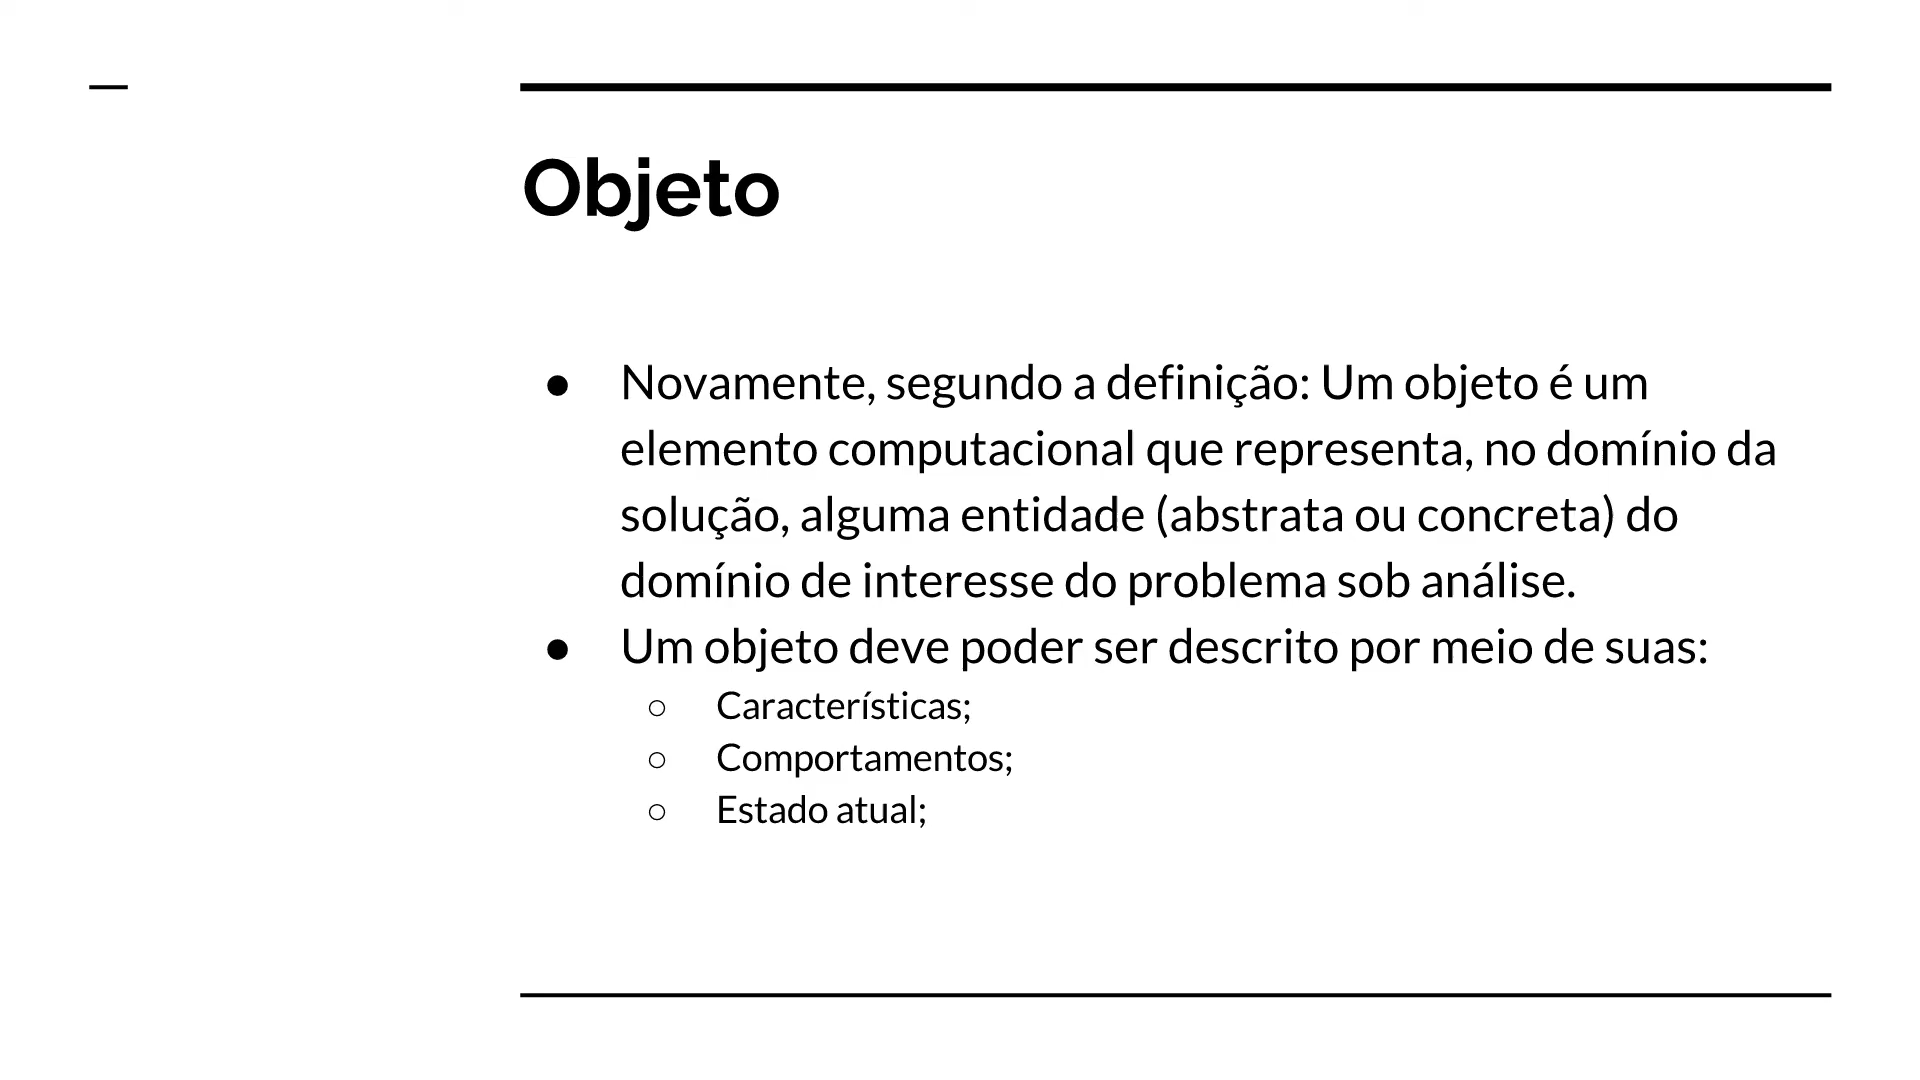 Objeto
● Novamente, segundo a definição: Um objeto é um
elemento computacional que representa, no domínio da
solução, alguma entidade (abstrata ou concreta) do
domínio de interesse do problema sob análise.
● Um objeto deve poder ser descrito por meio de suas:
○ Características;
○ Comportamentos;
○ Estado atual;